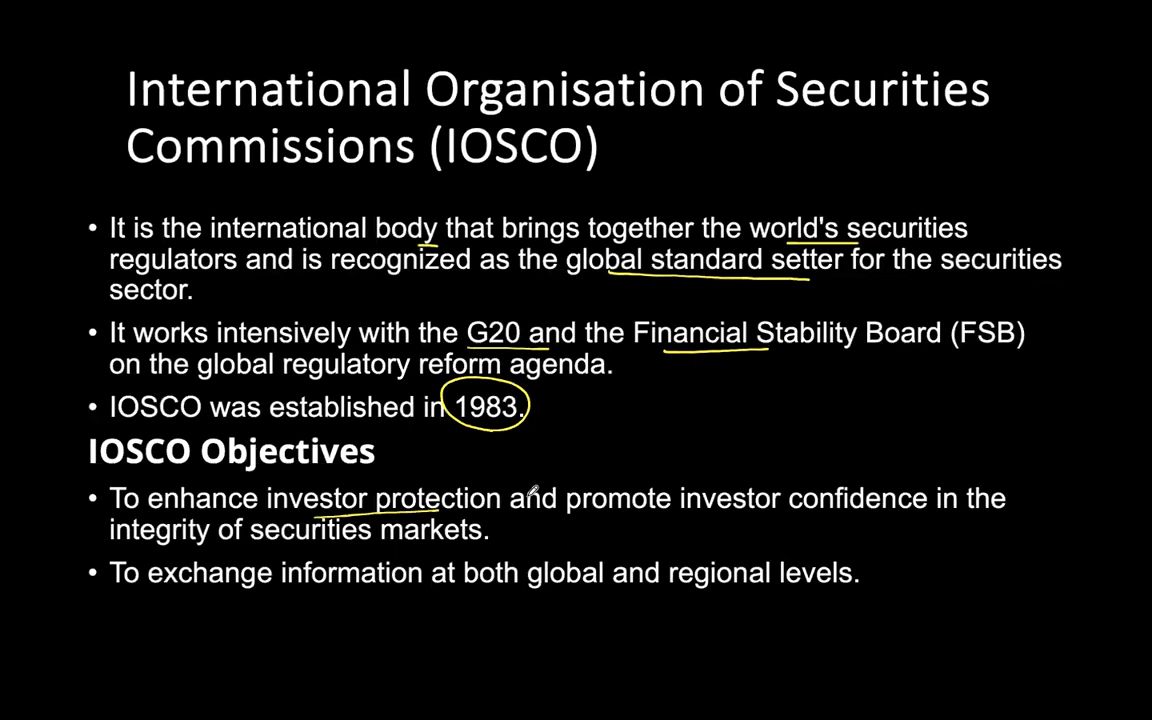 International Organisation of Securities
Commissions (IOSCO)
• It is the international body that brings together the world's securities
regulators and is recognized as the global standard setter for the securities
sector.
• It works intensively with the G20 and the Financial Stability Board (FSB)
on the global regulatory reform agenda.
• IOSCO was established in 1983.
IOSCO Objectives
• To enhance investor protection and promote investor confidence in the
integrity of securities markets.
• To exchange information at both global and regional levels.